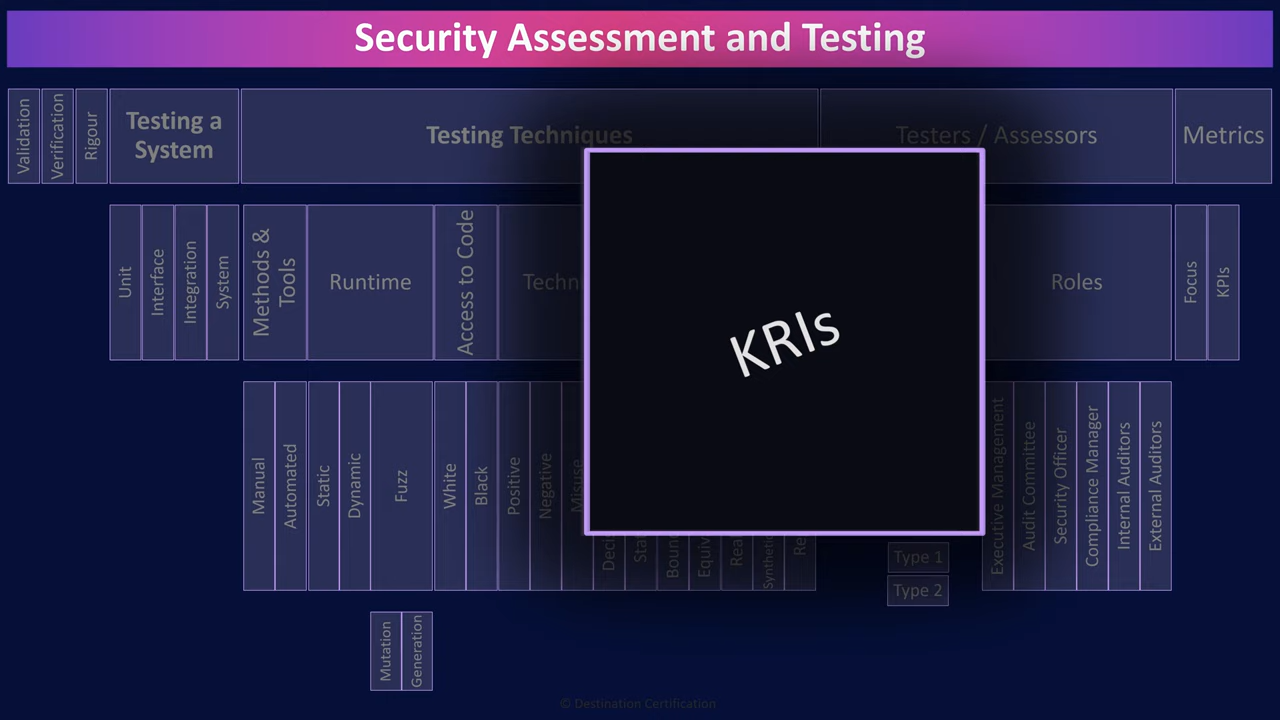 Security Assessment and Testing
Validation
Verification
Rigour
Testing a
System
Testing Techniques
Testers / Assessors
Metrics
Unit
Interface
Integration
System
Methods &
Tools
Runtime
Access to Code
Roles
Focus
KPIs
KRIs
Manual
Automated
Static
Dynamic
Fuzz
White
Black
Positive
Negative
Misuse
Executive Management
Audit Committee
Security Officer
Compliance Manager
Internal Auditors
External Auditors
Type 1
Type 2
Mutation
Generation
© Destination Certification